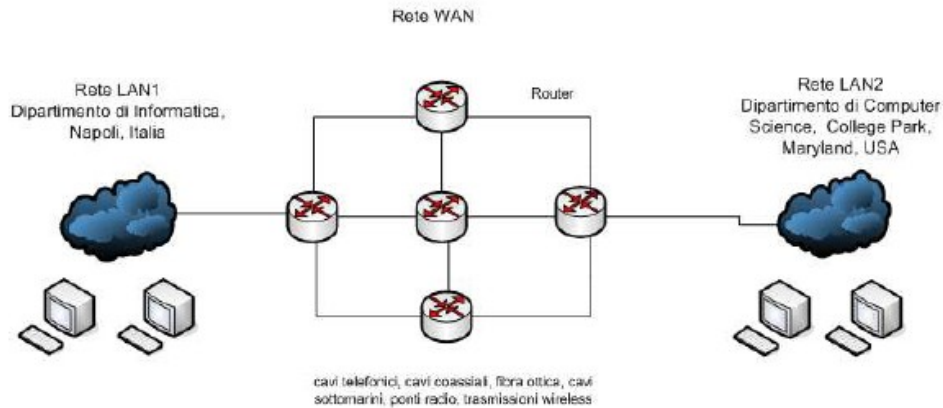 Rete WAN
Rete LAN1
Dipartimento di Informatica,
Napoli, Italia
Router
Rete LAN2
Dipartimento di Computer
Science, College Park,
Maryland, USA
cavi telefonici, cavi coassiali, fibra ottica, cavi
sottomarini, ponti radio, trasmissioni wireless